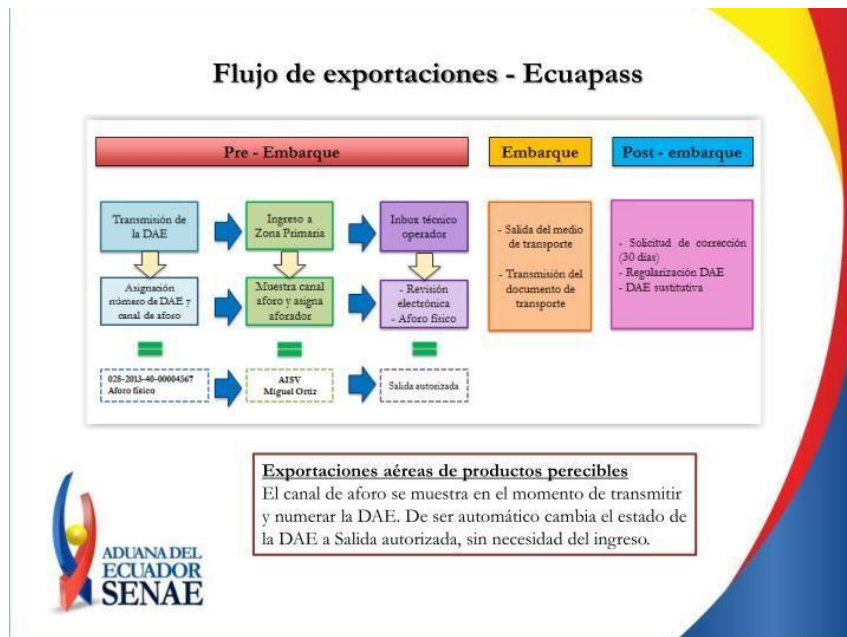 Flujo de exportaciones - Ecuapass
Pre - Embarque
Embarque
Post - embarque
Transmisión de
la DAE
Ingreso a
Zona Primaria
Inbox técnico
operador
Asignación
número de DAE y
canal de aforo
Muestra canal
aforo y asigna
aforador
- Revisión
electrónica
- Aforo físico
028-2013-40-00004567
Aforo físico
AISV
Miguel Ortiz
Salida autorizada
- Salida del medio
de transporte
- Transmisión del
documento de
transporte
- Solicitud de corrección
(30 días)
- Regularización DAE
- DAE sustitutiva
Exportaciones aéreas de productos perecibles
El canal de aforo se muestra en el momento de transmitir
y numerar la DAE. De ser automático cambia el estado de
la DAE a Salida autorizada, sin necesidad del ingreso.
ADUANA DEL
ECUADOR
SENAE